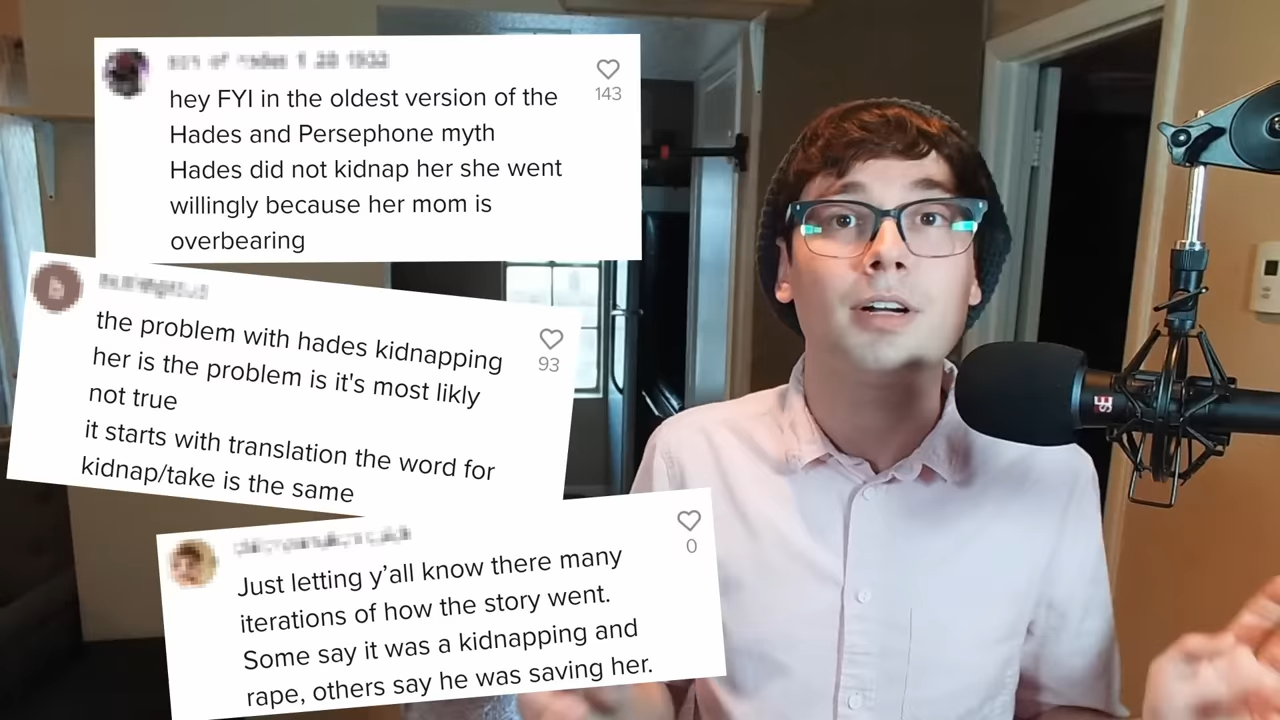 hey FYI in the oldest version of the
Hades and Persephone myth
Hades did not kidnap her she went
willingly because her mom is
overbearing
143
the problem with hades kidnapping
her is the problem is it's most likly
not true
it starts with translation the word for
kidnap/take is the same
93
b
Just letting y'all know there many
iterations of how the story went.
Some say it was a kidnapping and
rape, others say he was saving her.
0
sE